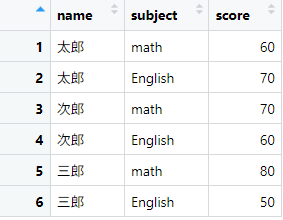 name subject score
1 太郎 math 60
2 太郎 English 70
3 次郎 math 70
4 次郎 English 60
5 三郎 math 80
6 三郎 English 50